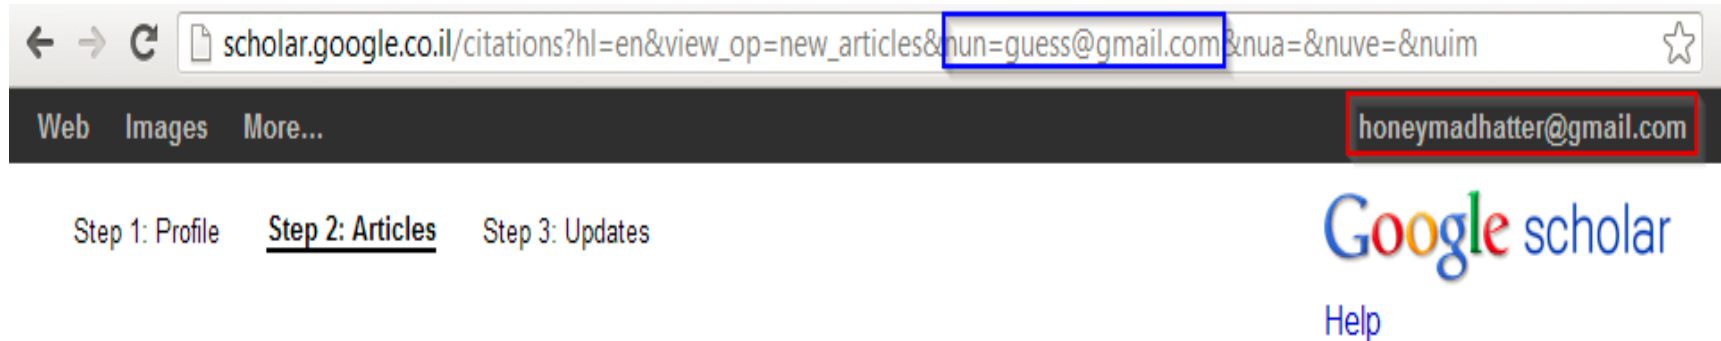 scholar.google.co.il/citations?hl=en&view_op=new_articles&nun=guess@gmail.com&nua=&nuve=&nuim
Web Images More... honeymadhatter@gmail.com
Step 1: Profile Step 2: Articles Step 3: Updates Google scholar
Help